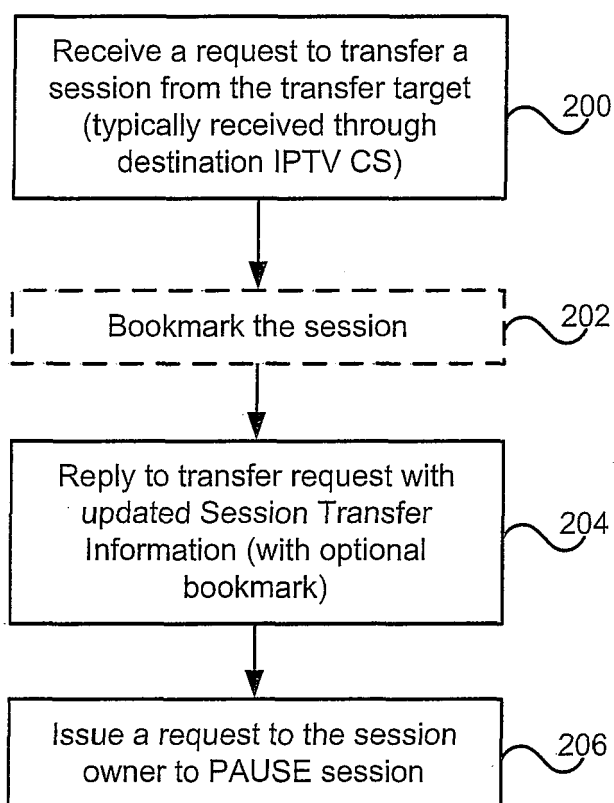 Receive a request to transfer a
session from the transfer target
(typically received through
destination IPTV CS)
200
Bookmark the session
202
Reply to transfer request with
updated Session Transfer
Information (with optional
bookmark)
204
Issue a request to the session
owner to PAUSE session
206